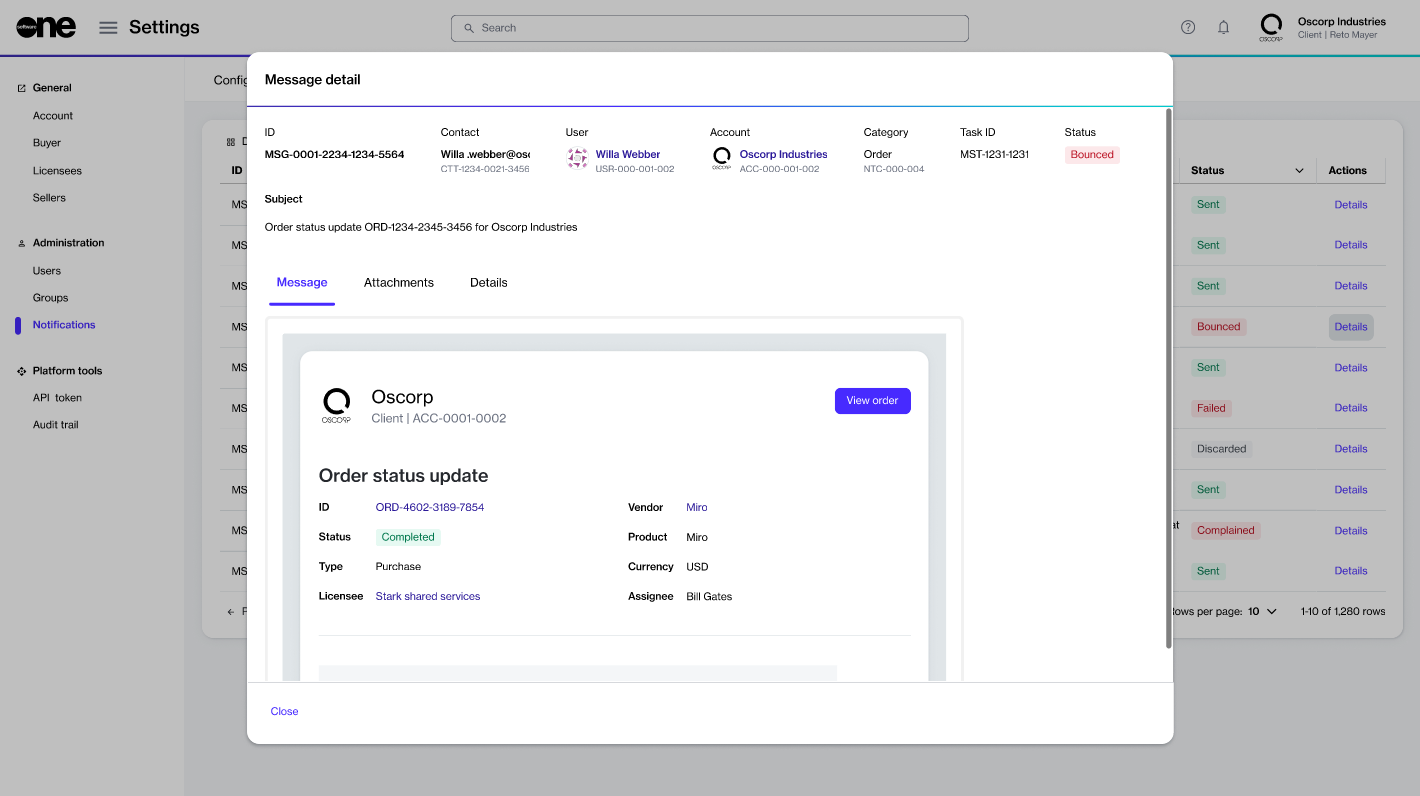 software one
Settings
Search
Oscorp Industries
Client | Reto Mayer
OSCORP
General
Account
Buyer
Licensees
Sellers
Administration
Users
Groups
Notifications
Platform tools
API token
Audit trail
Message detail
ID
Contact
User
Account
Category
Task ID
Status
MSG-0001-2234-1234-5564
Willa .webber@osc
Willa Webber
Oscorp Industries
Order
MST-1231-1231
Bounced
CTT-1234-0021-3456
USR-000-001-002
OSCORP
ACC-000-001-002
NTC-000-004
Subject
Order status update ORD-1234-2345-3456 for Oscorp Industries
Message
Attachments
Details
OSCORP
Oscorp
Client | ACC-0001-0002
View order
Order status update
ID ORD-4602-3189-7854
Vendor Miro
Status Completed
Product Miro
Type Purchase
Currency USD
Licensee Stark shared services
Assignee Bill Gates
Close
Config
D
ID
Status
Actions
MS
Sent
Details
MS
Sent
Details
MS
Sent
Details
MS
Bounced
Details
MS
Sent
Details
MS
Failed
Details
MS
Discarded
Details
MS
Sent
Details
MS
at
Complained
Details
MS
Sent
Details
ows per page: 10
1-10 of 1,280 rows